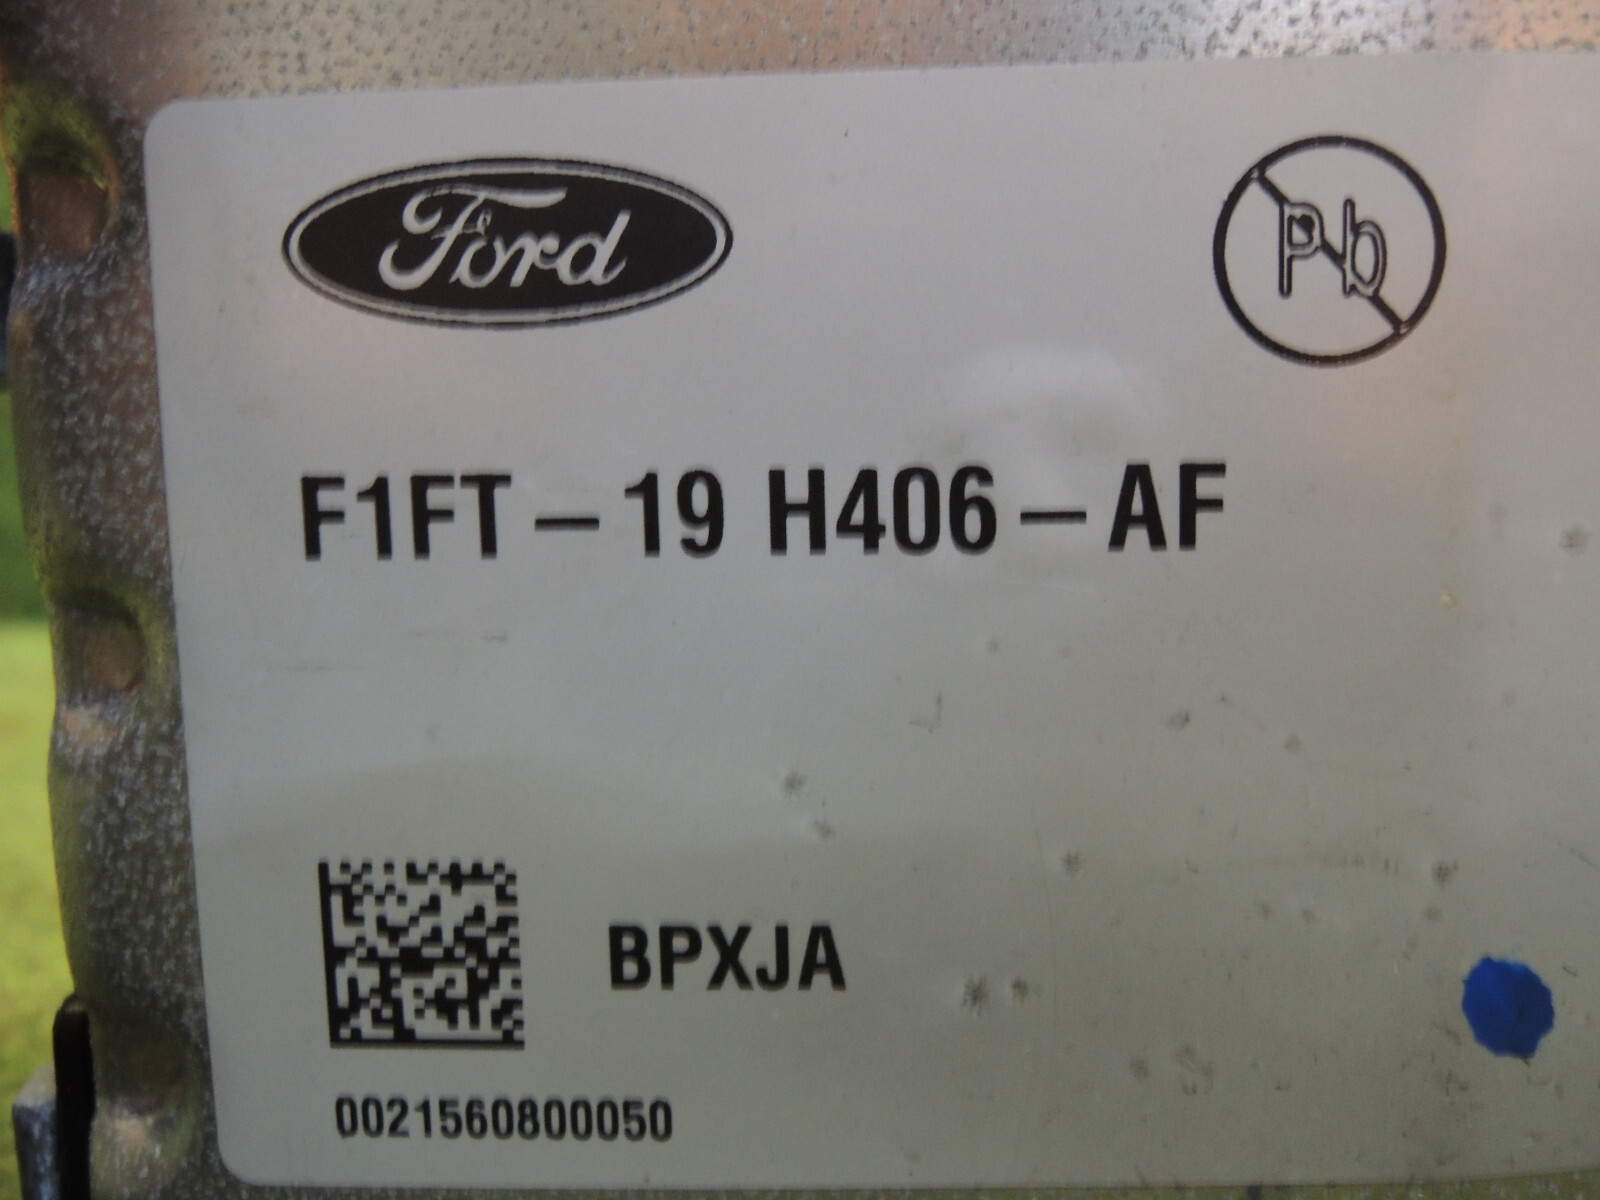 Ford
Pb
F1FT-19 H406-AF
BPXJA
0021560800050